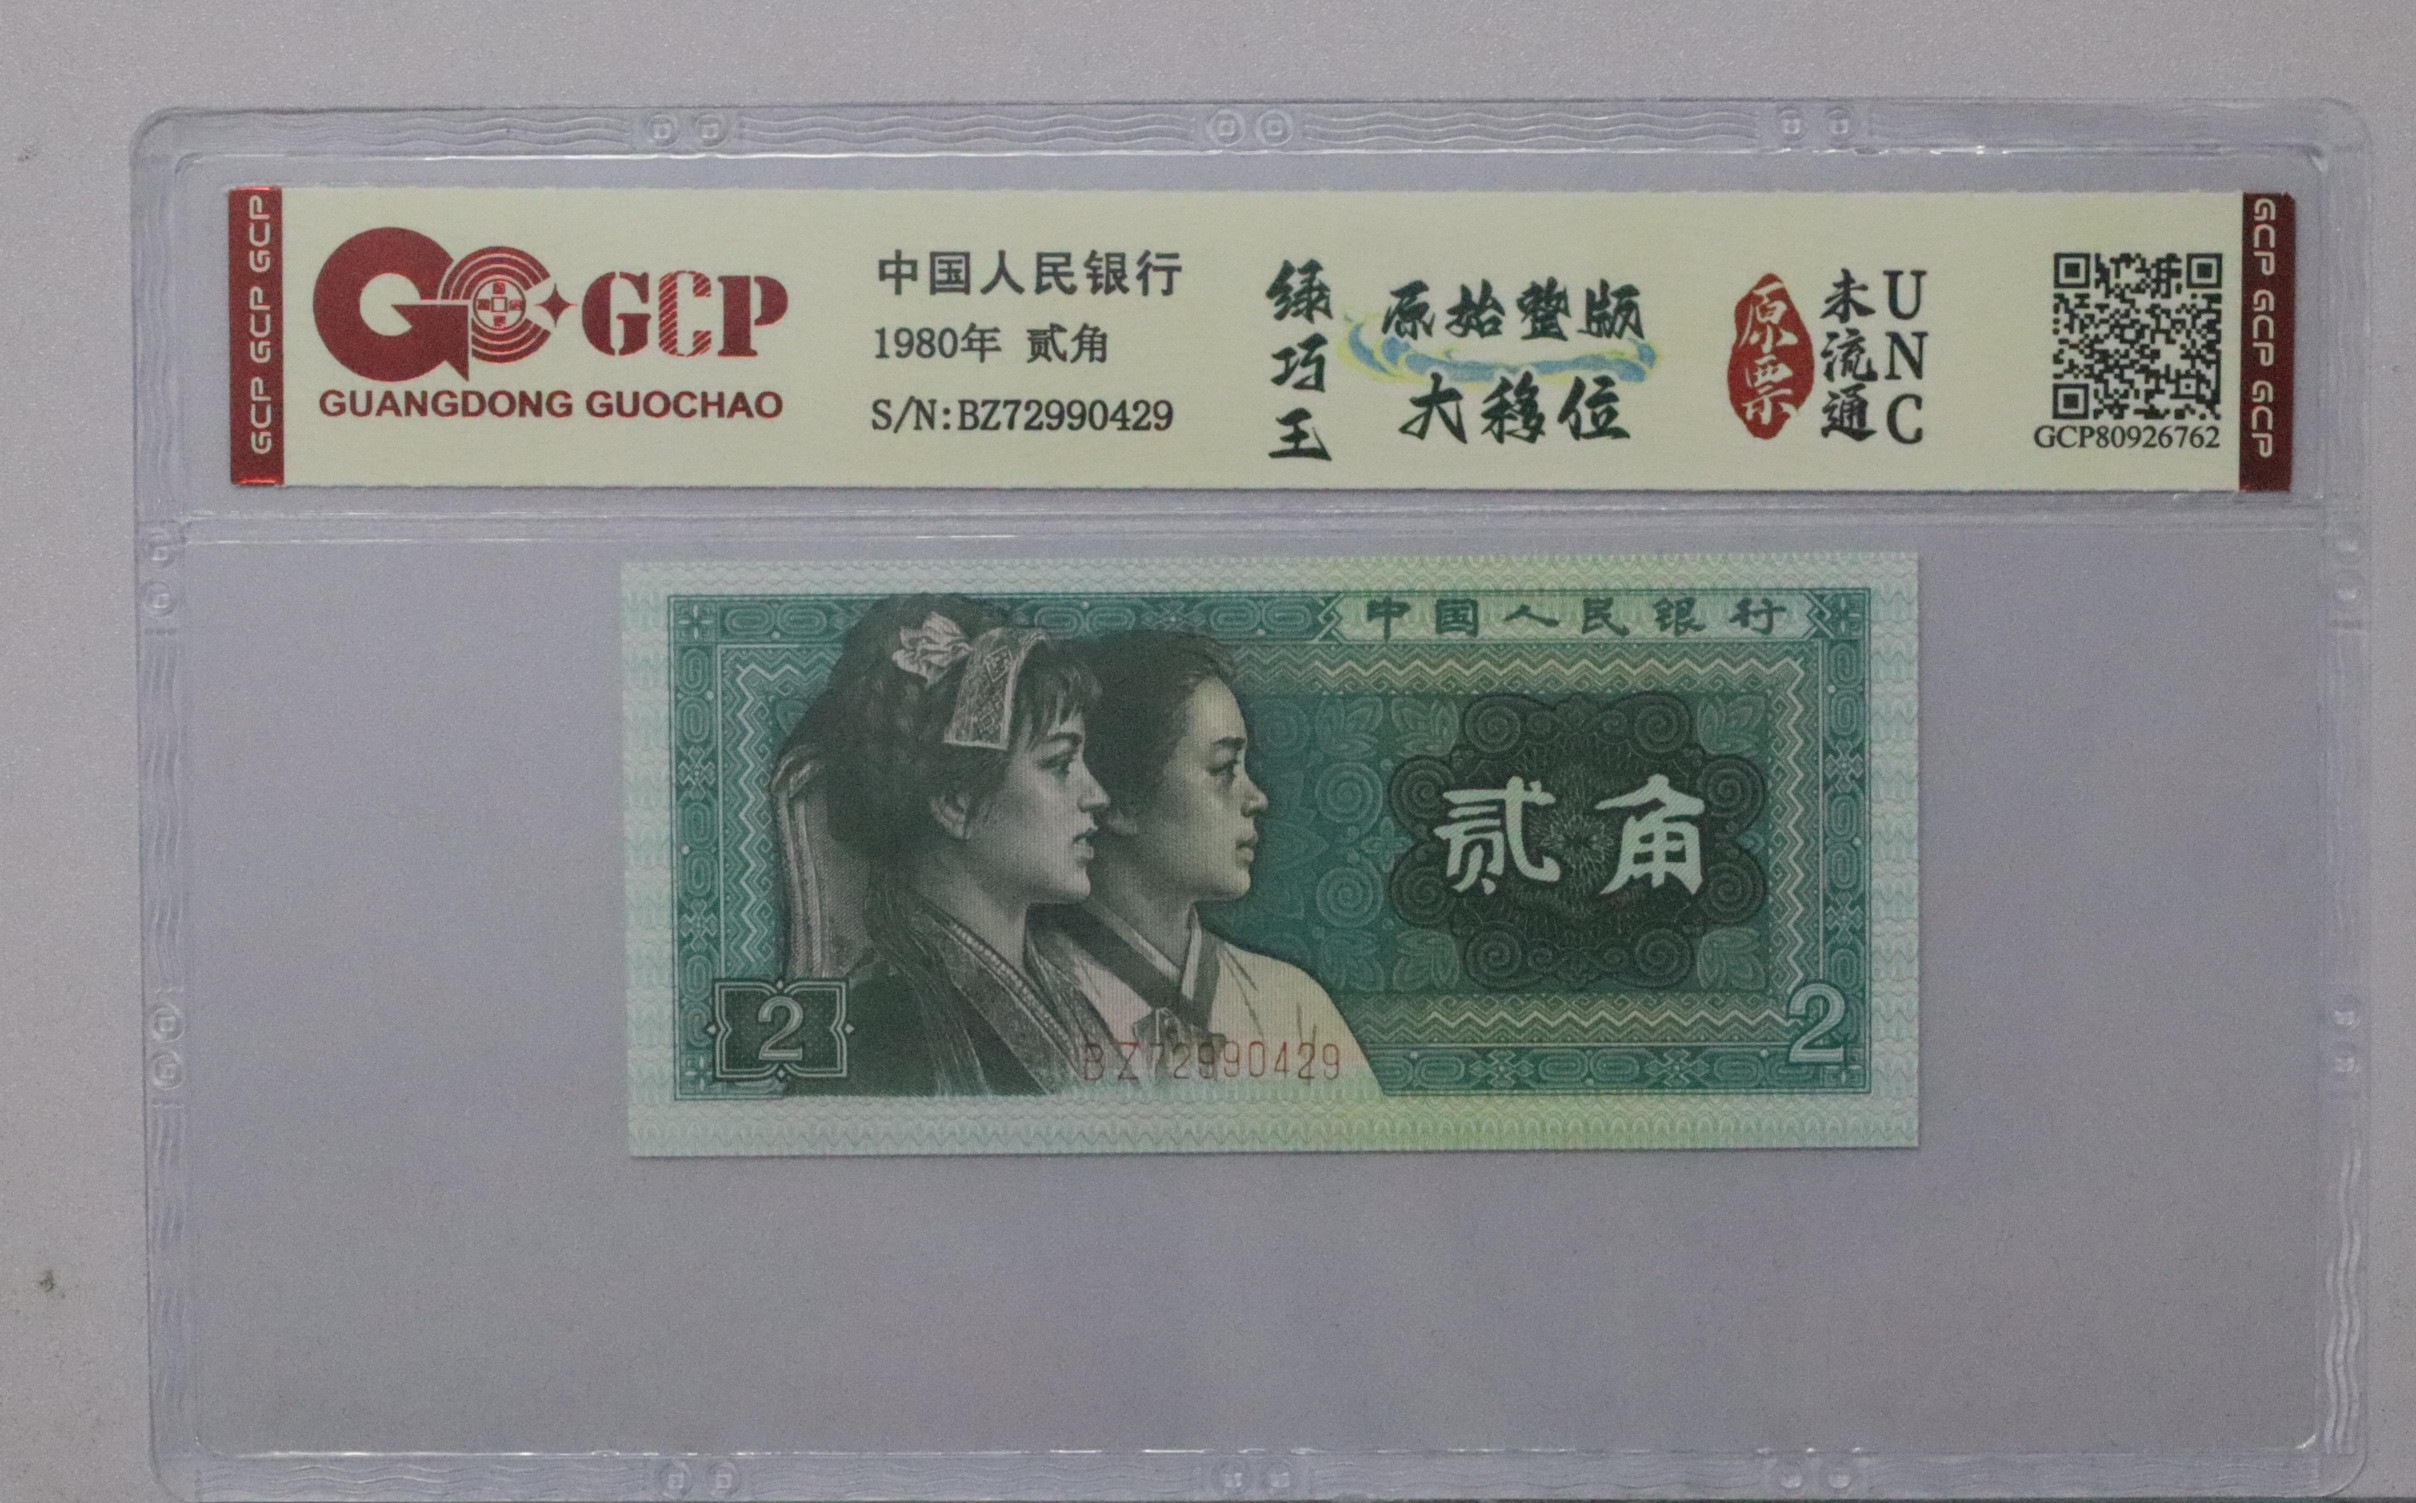 GCP GCP GCP
GCP
GUANGDONG GUOCHAO
中国人民银行
1980年 贰角
S/N:BZ72990429
绿巧王
原始整版
大移位
原票
未流通
UNC
GCP80926762
GCP GCP GCP
中国人民银行
贰角
2
2
BZ72990429